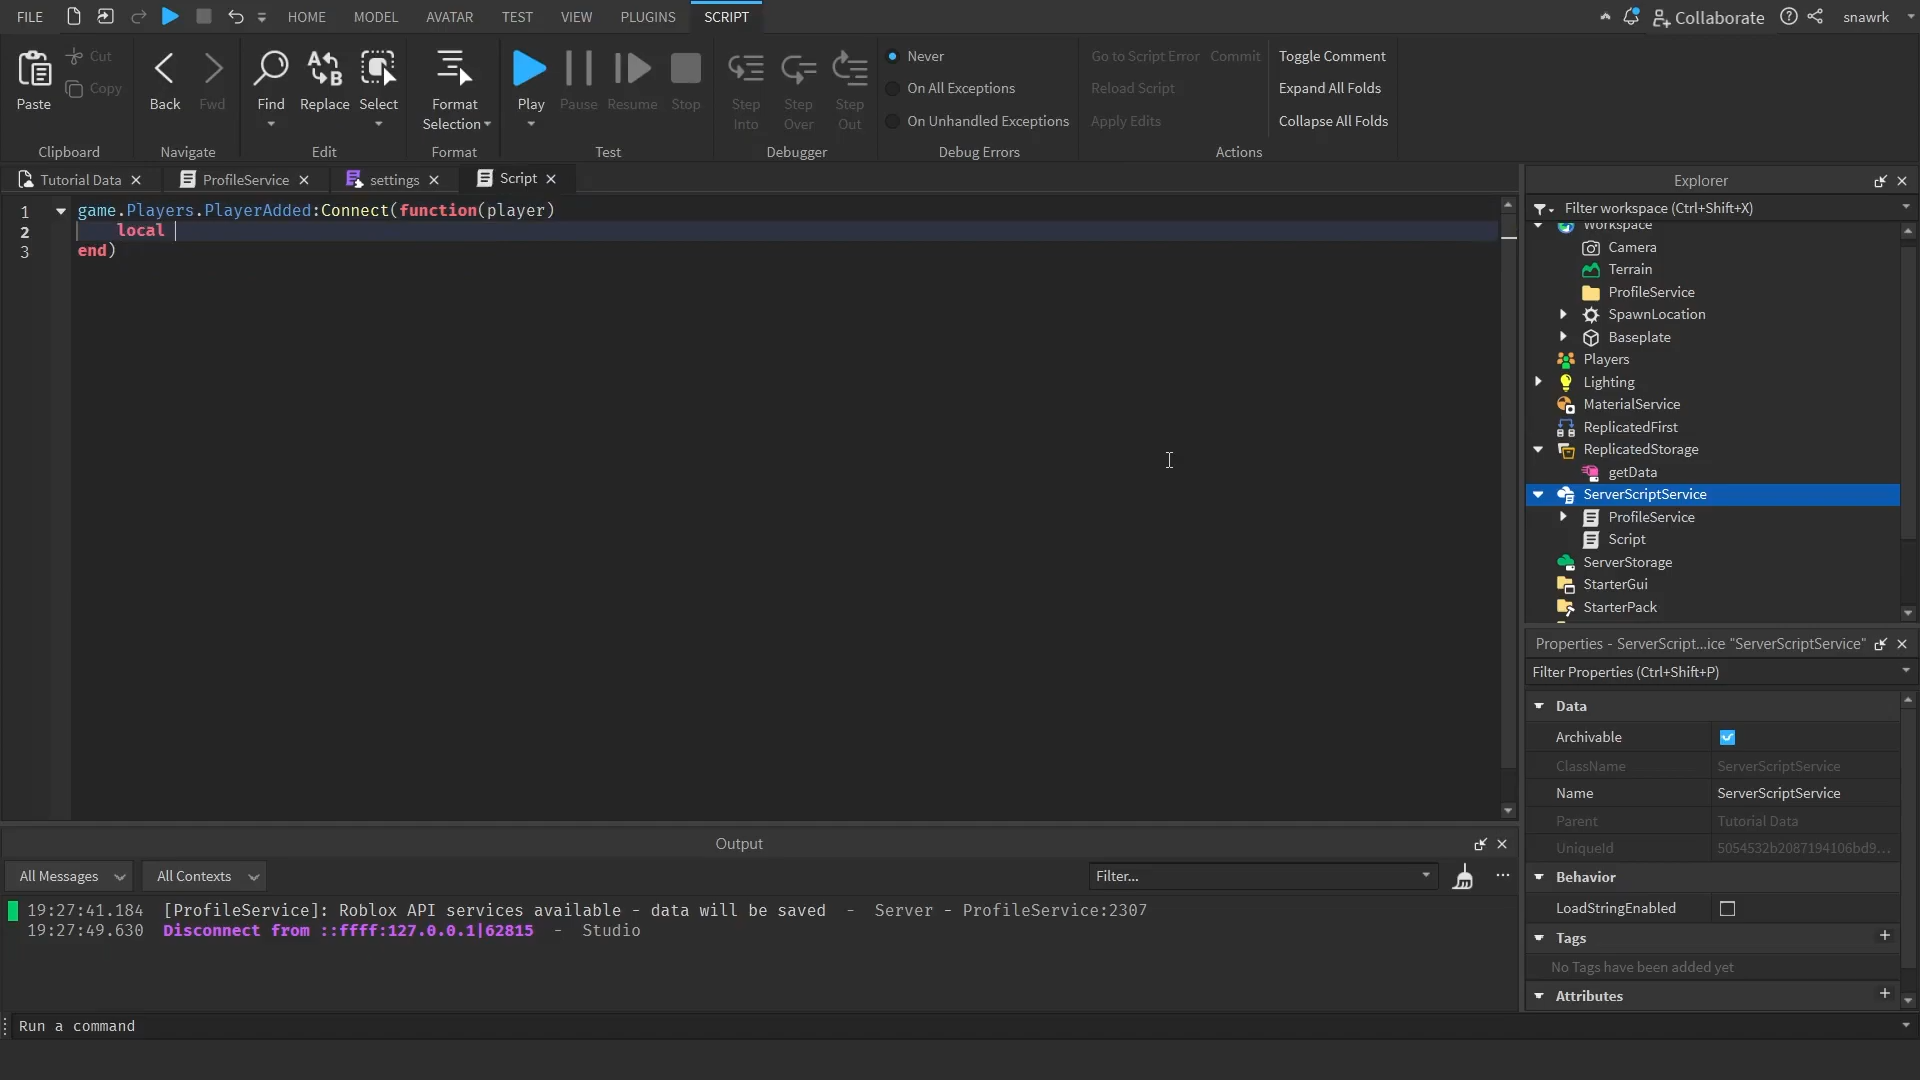 FILE HOME MODEL AVATAR TEST VIEW PLUGINS SCRIPT Collaborate snawrk
Paste Cut Copy Back Fwd Find Replace Select Format Selection Play Pause Resume Stop Step Into Step Over Step Out
Never
On All Exceptions
On Unhandled Exceptions
Go to Script Error Commit
Reload Script
Apply Edits
Toggle Comment
Expand All Folds
Collapse All Folds
Clipboard Navigate Edit Format Test Debugger Debug Errors Actions
Tutorial Data ProfileService settings Script
1 game.Players.PlayerAdded:Connect(function(player)
2 local
3 end)
Explorer
Filter workspace (Ctrl+Shift+X)
Workspace
Camera
Terrain
ProfileService
SpawnLocation
Baseplate
Players
Lighting
MaterialService
ReplicatedFirst
ReplicatedStorage
getData
ServerScriptService
ProfileService
Script
ServerStorage
StarterGui
StarterPack
Properties - ServerScript...ice "ServerScriptService"
Filter Properties (Ctrl+Shift+P)
Data
Archivable
ClassName ServerScriptService
Name ServerScriptService
Parent Tutorial Data
UniqueId 5054532b2087194106bd9...
Behavior
LoadStringEnabled
Tags +
No Tags have been added yet
Attributes +
Output
All Messages All Contexts Filter... ...
19:27:41.184 [ProfileService]: Roblox API services available - data will be saved - Server - ProfileService:2307
19:27:49.630 Disconnect from ::ffff:127.0.0.1|62815 - Studio
Run a command